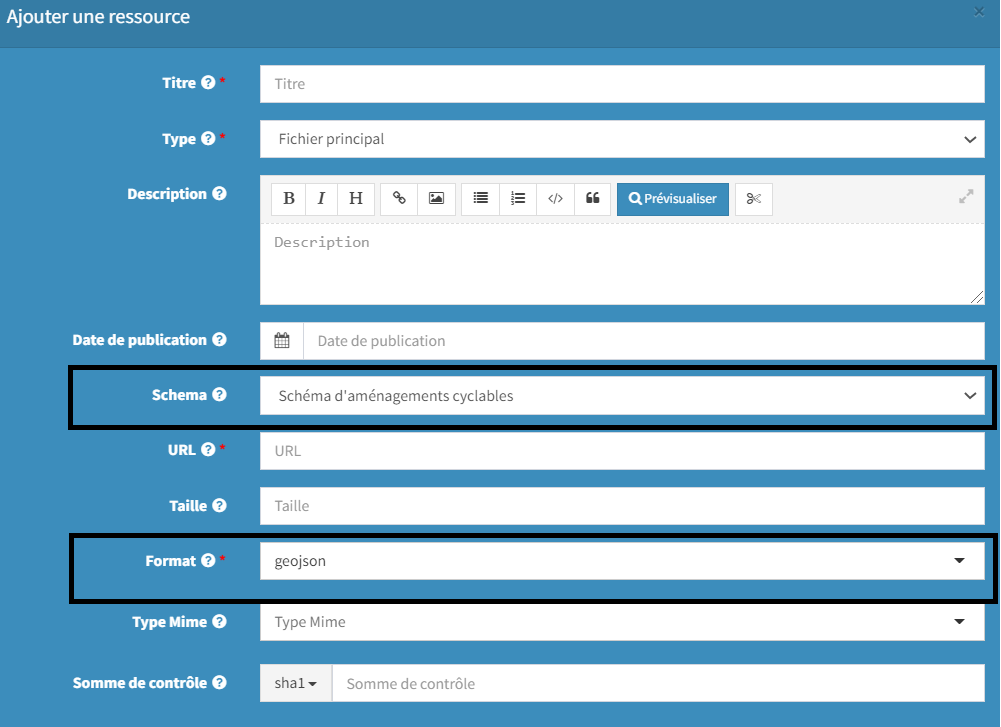 Ajouter une ressource ×
Titre ? * Titre
Type ? * Fichier principal
Description ? B I H </> Prévisualiser
Description
Date de publication ? Date de publication
Schema ? Schéma d'aménagements cyclables
URL ? * URL
Taille ? Taille
Format ? * geojson
Type Mime ? Type Mime
Somme de contrôle ? sha1 Somme de contrôle